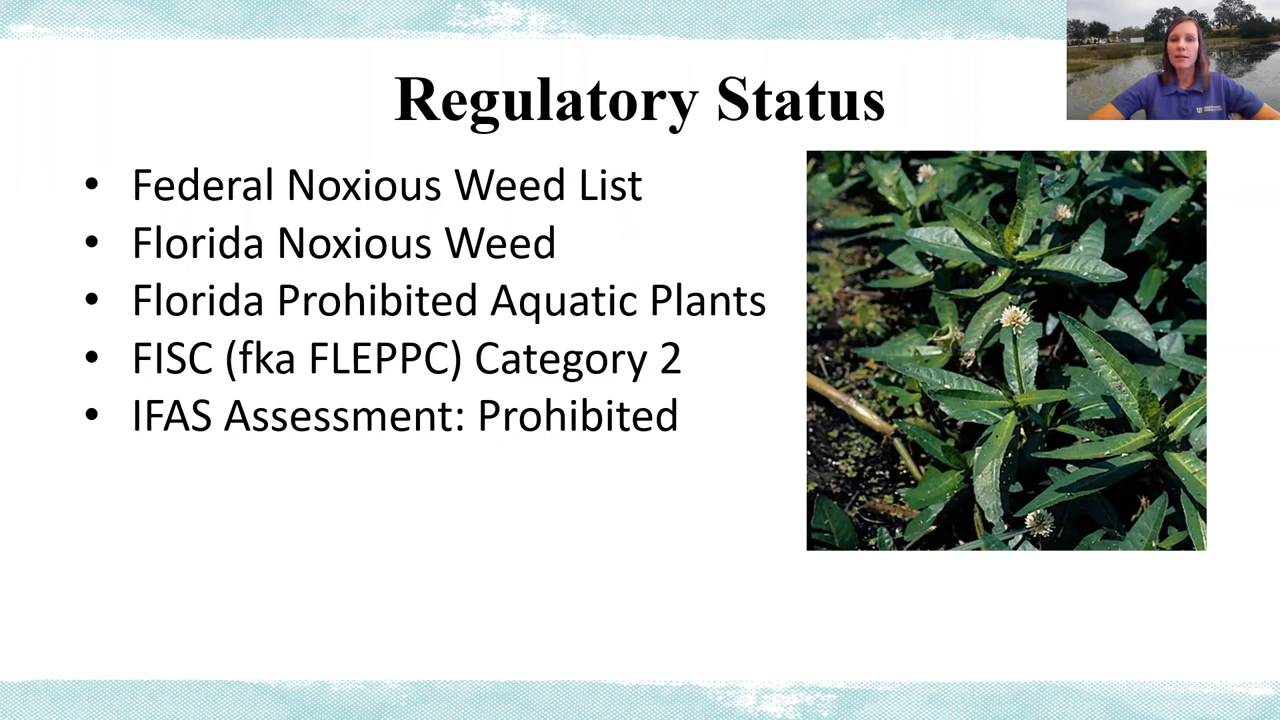 Regulatory Status
• Federal Noxious Weed List
• Florida Noxious Weed
• Florida Prohibited Aquatic Plants
• FISC (fka FLEPPC) Category 2
• IFAS Assessment: Prohibited